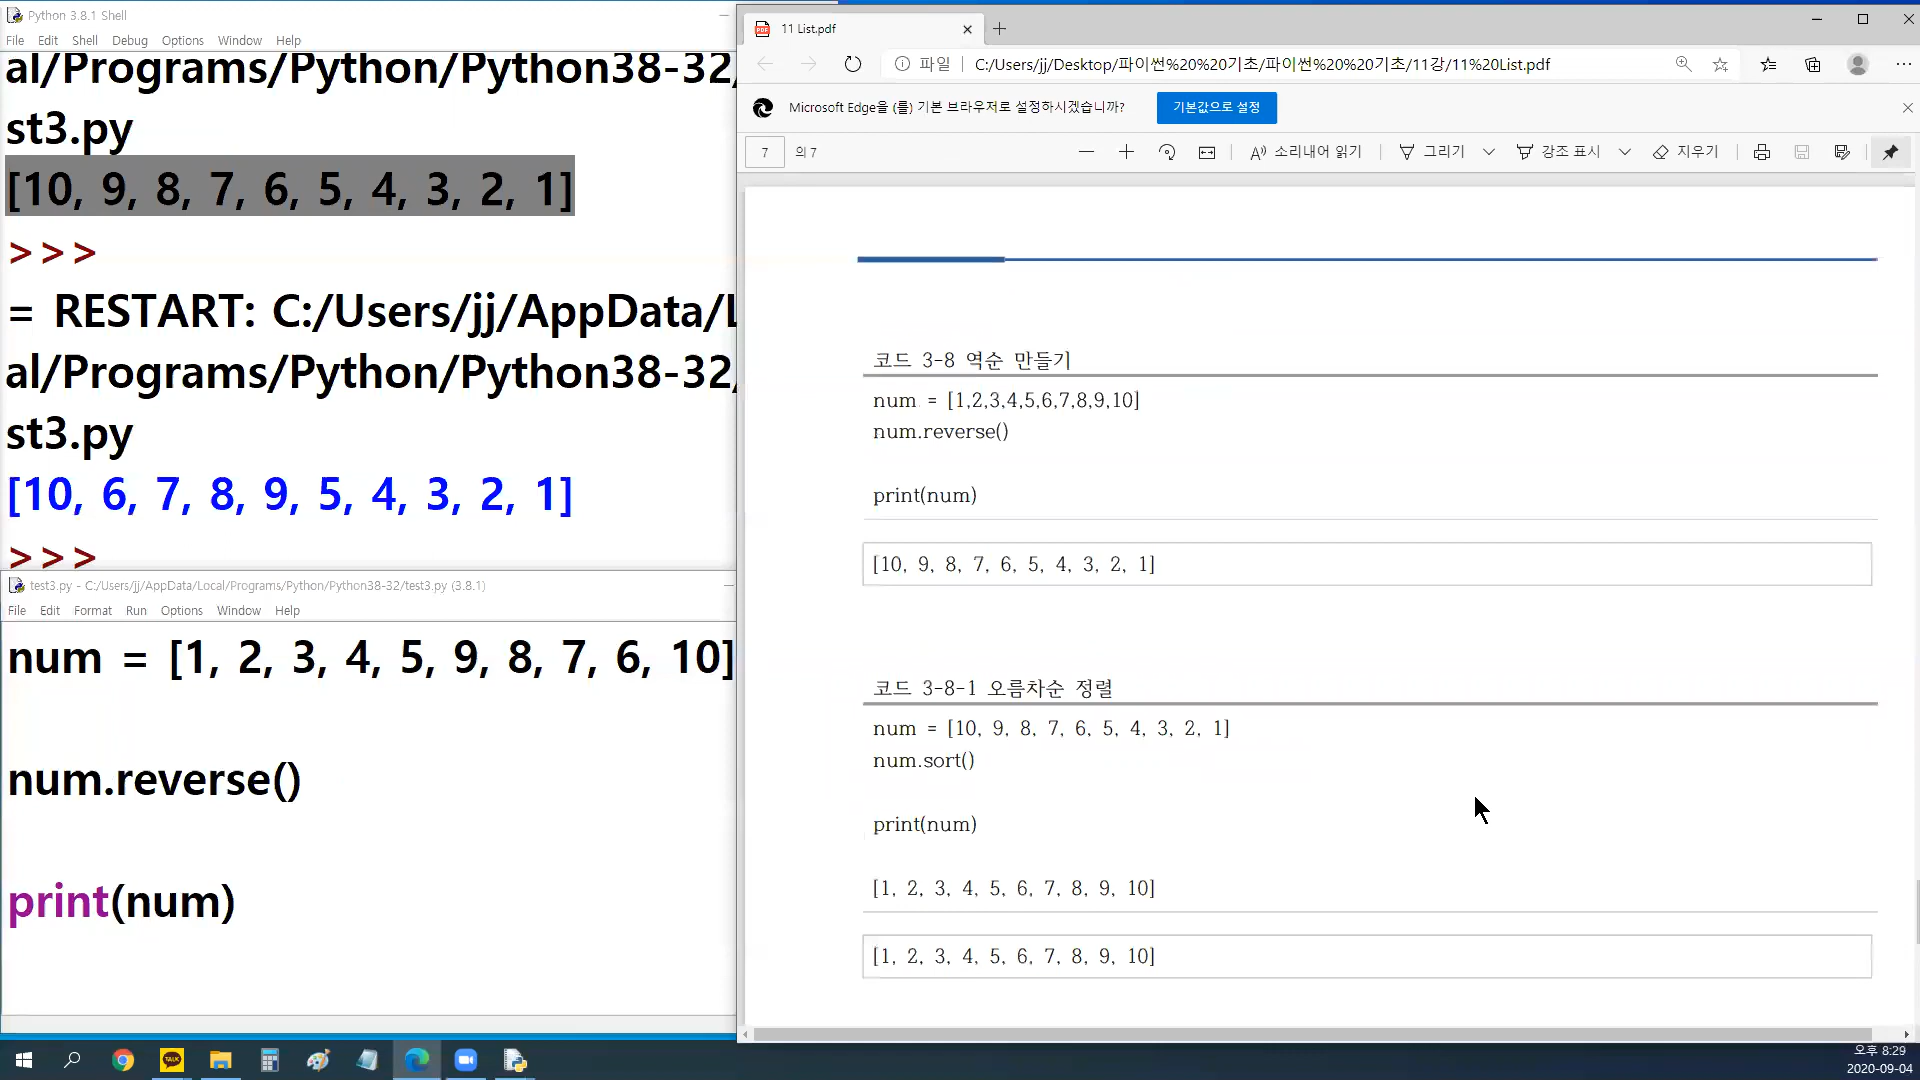 Python 3.8.1 Shell
File Edit Shell Debug Options Window Help
al/Programs/Python/Python38-32/
st3.py
[10, 9, 8, 7, 6, 5, 4, 3, 2, 1]
>>>
= RESTART: C:/Users/jj/AppData/L
al/Programs/Python/Python38-32/
st3.py
[10, 6, 7, 8, 9, 5, 4, 3, 2, 1]
>>>
test3.py - C:/Users/jj/AppData/Local/Programs/Python/Python38-32/test3.py (3.8.1)
File Edit Format Run Options Window Help
num = [1, 2, 3, 4, 5, 9, 8, 7, 6, 10]
num.reverse()
print(num)
11 List.pdf
파일 C:/Users/jj/Desktop/파이썬%20%20기초/파이썬%20%20기초/11강/11%20List.pdf
Microsoft Edge을 (를) 기본 브라우저로 설정하시겠습니까? 기본값으로 설정
7 의 7 소리내어 읽기 그리기 강조 표시 지우기
코드 3-8 역순 만들기
num = [1,2,3,4,5,6,7,8,9,10]
num.reverse()
print(num)
[10, 9, 8, 7, 6, 5, 4, 3, 2, 1]
코드 3-8-1 오름차순 정렬
num = [10, 9, 8, 7, 6, 5, 4, 3, 2, 1]
num.sort()
print(num)
[1, 2, 3, 4, 5, 6, 7, 8, 9, 10]
[1, 2, 3, 4, 5, 6, 7, 8, 9, 10]
TALK
오후 8:29
2020-09-04